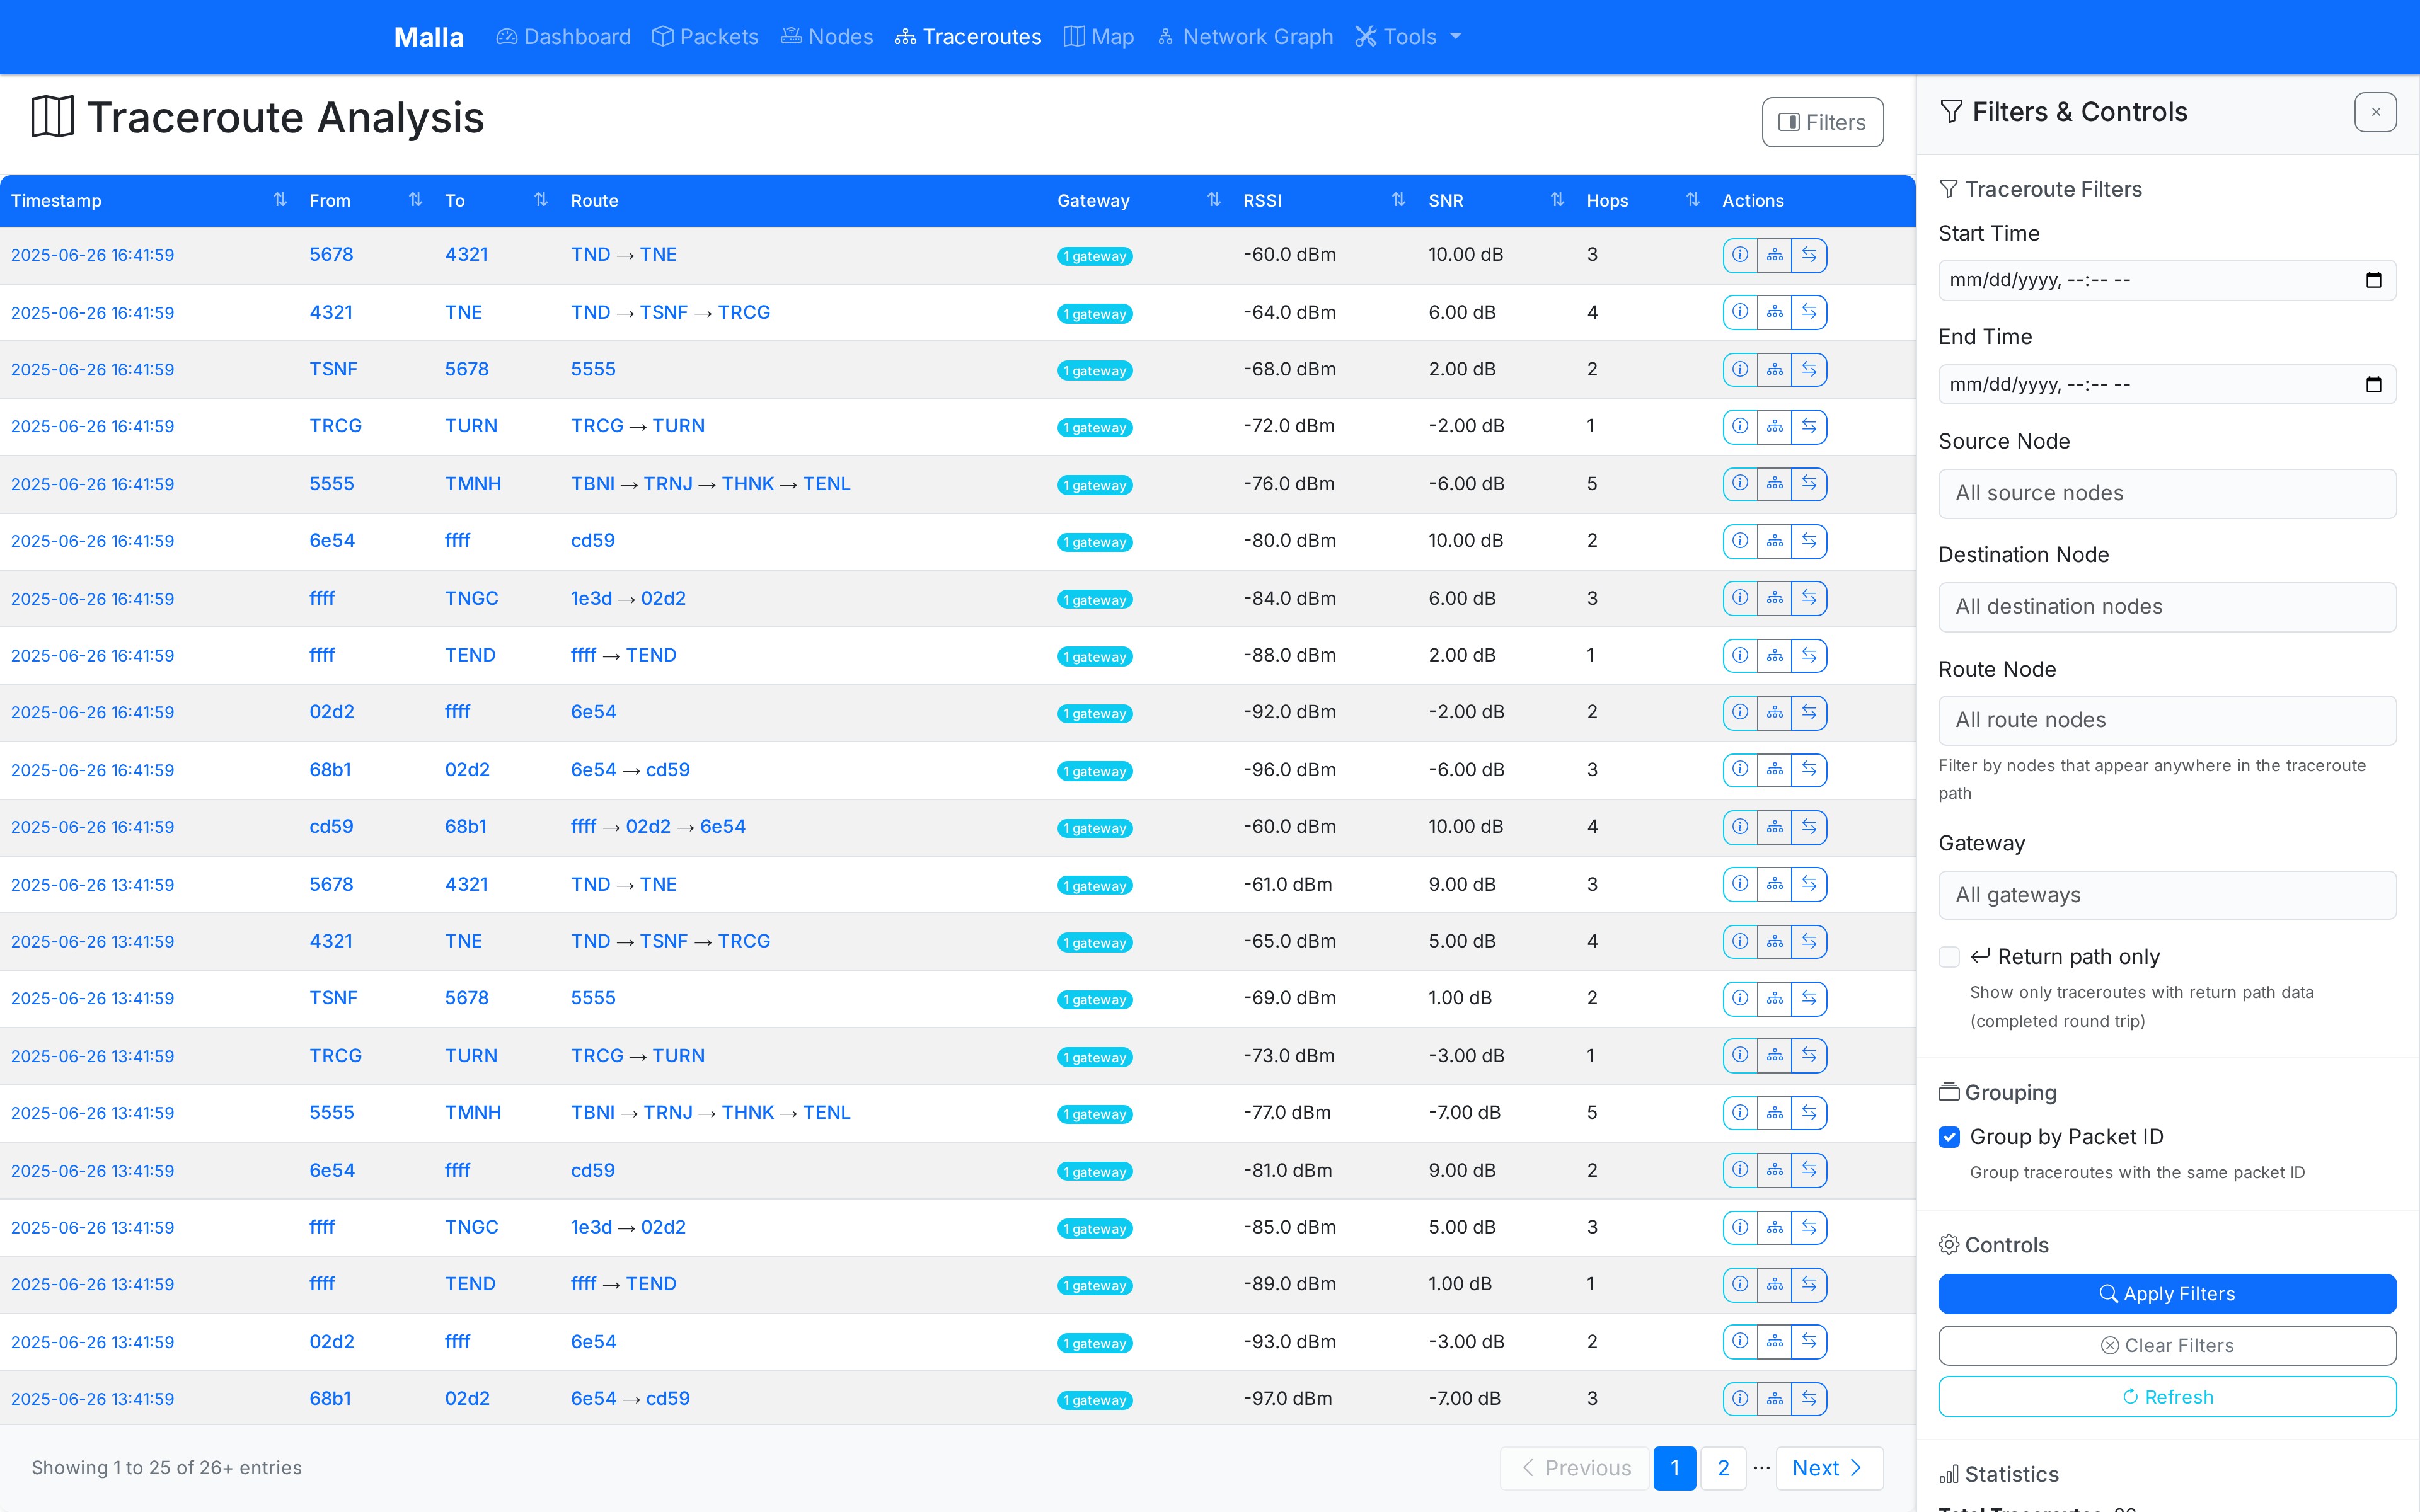 Malla Dashboard Packets Nodes Traceroutes Map Network Graph Tools
Traceroute Analysis
Filters
Timestamp From To Route Gateway RSSI SNR Hops Actions
2025-06-26 16:41:59 5678 4321 TND → TNE 1 gateway -60.0 dBm 10.00 dB 3
2025-06-26 16:41:59 4321 TNE TND → TSNF → TRCG 1 gateway -64.0 dBm 6.00 dB 4
2025-06-26 16:41:59 TSNF 5678 5555 1 gateway -68.0 dBm 2.00 dB 2
2025-06-26 16:41:59 TRCG TURN TRCG → TURN 1 gateway -72.0 dBm -2.00 dB 1
2025-06-26 16:41:59 5555 TMNH TBNI → TRNJ → THNK → TENL 1 gateway -76.0 dBm -6.00 dB 5
2025-06-26 16:41:59 6e54 ffff cd59 1 gateway -80.0 dBm 10.00 dB 2
2025-06-26 16:41:59 ffff TNGC 1e3d → 02d2 1 gateway -84.0 dBm 6.00 dB 3
2025-06-26 16:41:59 ffff TEND ffff → TEND 1 gateway -88.0 dBm 2.00 dB 1
2025-06-26 16:41:59 02d2 ffff 6e54 1 gateway -92.0 dBm -2.00 dB 2
2025-06-26 16:41:59 68b1 02d2 6e54 → cd59 1 gateway -96.0 dBm -6.00 dB 3
2025-06-26 16:41:59 cd59 68b1 ffff → 02d2 → 6e54 1 gateway -60.0 dBm 10.00 dB 4
2025-06-26 13:41:59 5678 4321 TND → TNE 1 gateway -61.0 dBm 9.00 dB 3
2025-06-26 13:41:59 4321 TNE TND → TSNF → TRCG 1 gateway -65.0 dBm 5.00 dB 4
2025-06-26 13:41:59 TSNF 5678 5555 1 gateway -69.0 dBm 1.00 dB 2
2025-06-26 13:41:59 TRCG TURN TRCG → TURN 1 gateway -73.0 dBm -3.00 dB 1
2025-06-26 13:41:59 5555 TMNH TBNI → TRNJ → THNK → TENL 1 gateway -77.0 dBm -7.00 dB 5
2025-06-26 13:41:59 6e54 ffff cd59 1 gateway -81.0 dBm 9.00 dB 2
2025-06-26 13:41:59 ffff TNGC 1e3d → 02d2 1 gateway -85.0 dBm 5.00 dB 3
2025-06-26 13:41:59 ffff TEND ffff → TEND 1 gateway -89.0 dBm 1.00 dB 1
2025-06-26 13:41:59 02d2 ffff 6e54 1 gateway -93.0 dBm -3.00 dB 2
2025-06-26 13:41:59 68b1 02d2 6e54 → cd59 1 gateway -97.0 dBm -7.00 dB 3
Showing 1 to 25 of 26+ entries
Previous 1 2 ... Next
Filters & Controls
Traceroute Filters
Start Time
mm/dd/yyyy, --:-- --
End Time
mm/dd/yyyy, --:-- --
Source Node
All source nodes
Destination Node
All destination nodes
Route Node
All route nodes
Filter by nodes that appear anywhere in the traceroute
path
Gateway
All gateways
Return path only
Show only traceroutes with return path data
(completed round trip)
Grouping
Group by Packet ID
Group traceroutes with the same packet ID
Controls
Apply Filters
Clear Filters
Refresh
Statistics